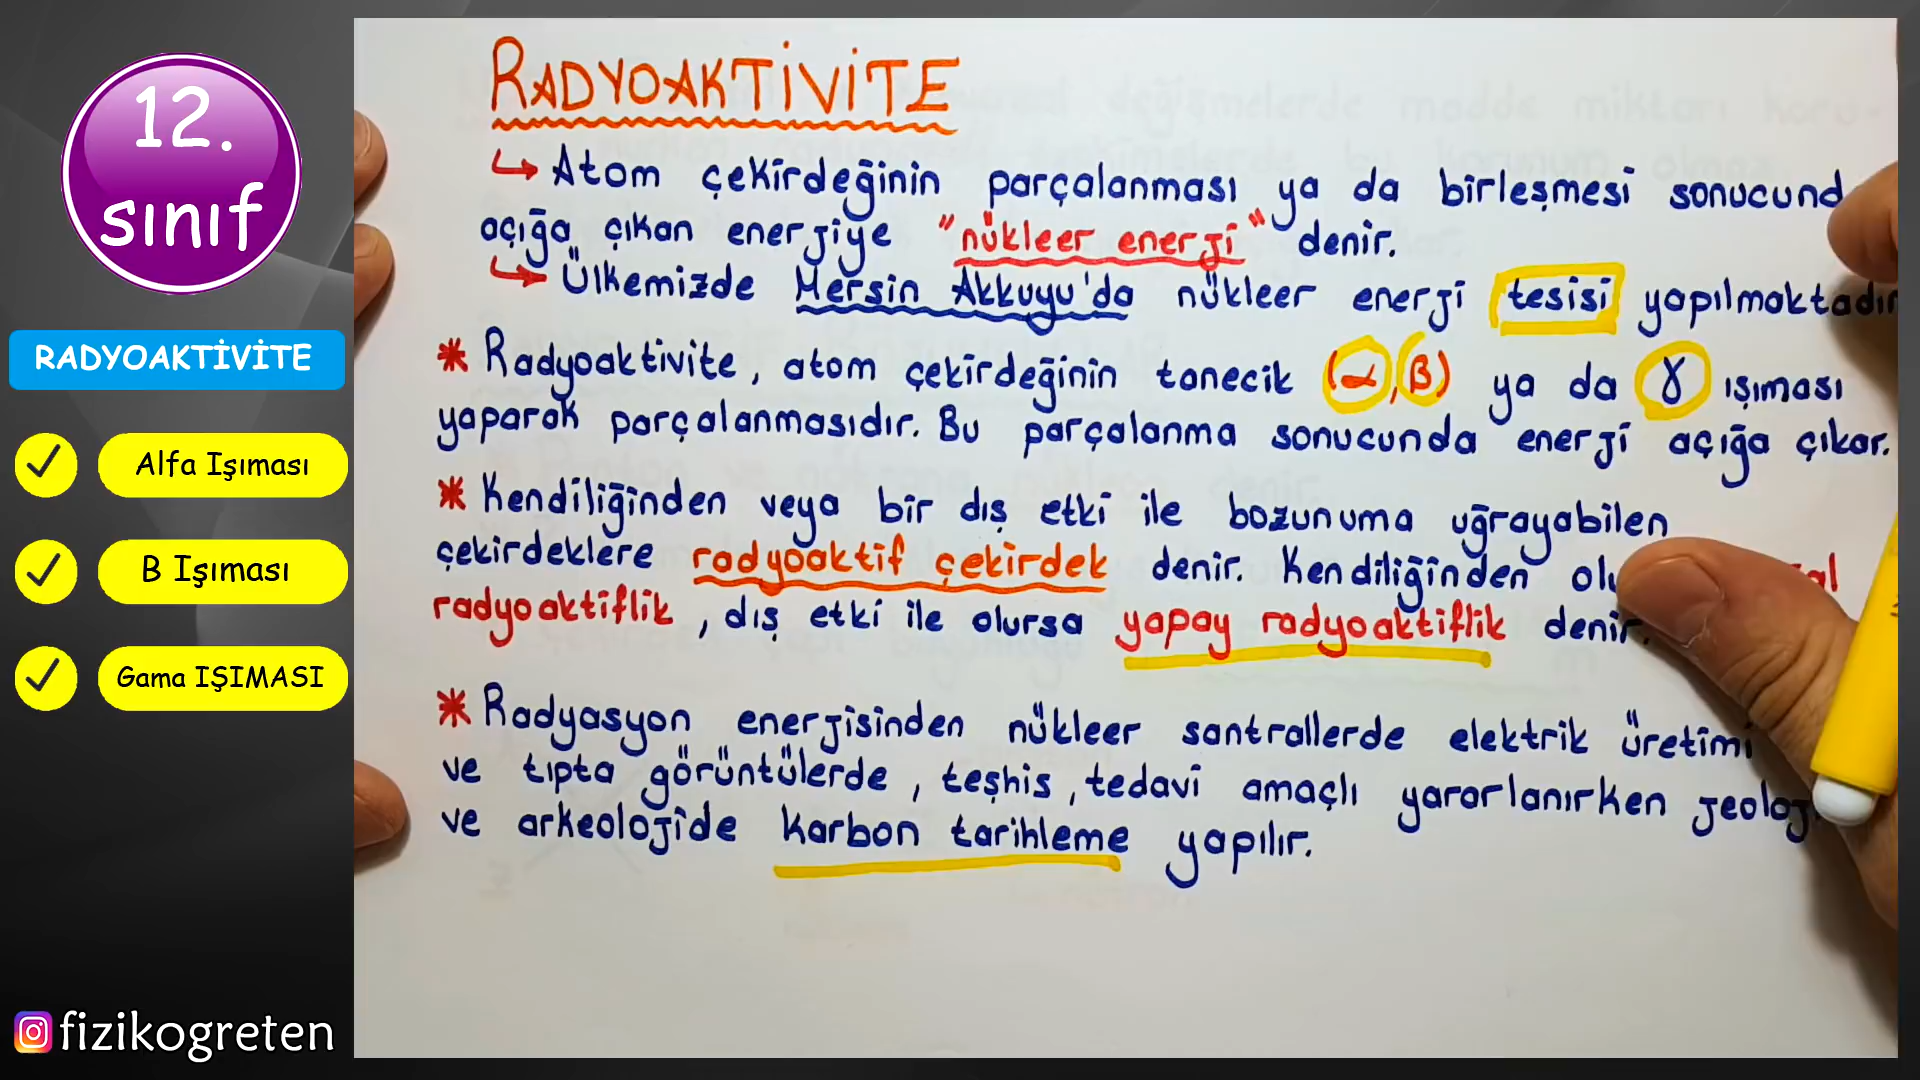 12.
sınıf
RADYOAKTİVİTE
Alfa Işıması
B Işıması
Gama IŞIMASI
fizikogreten
RADYOAKTİVİTE
↳ Atom çekirdeğinin parçalanması ya da birleşmesi sonucund
açığa çıkan enerjiye "nükleer enerji" denir.
↳ Ülkemizde Mersin Akkuyu'da nükleer enerji tesisi yapılmaktadır
* Radyoaktivite, atom çekirdeğinin tanecik (α,β) ya da γ ışıması
yaparak parçalanmasıdır. Bu parçalanma sonucunda enerji açığa çıkar.
* Kendiliğinden veya bir dış etki ile bozunuma uğrayabilen
çekirdeklere radyoaktif çekirdek denir. Kendiliğinden
radyoaktiflik, dış etki ile olursa yapay radyoaktiflik denir.
* Radyasyon enerjisinden nükleer santrallerde elektrik üretimi
ve tıpta görüntülerde, teşhis, tedavi amaçlı yararlanırken jeoloji
ve arkeolojide karbon tarihleme yapılır.